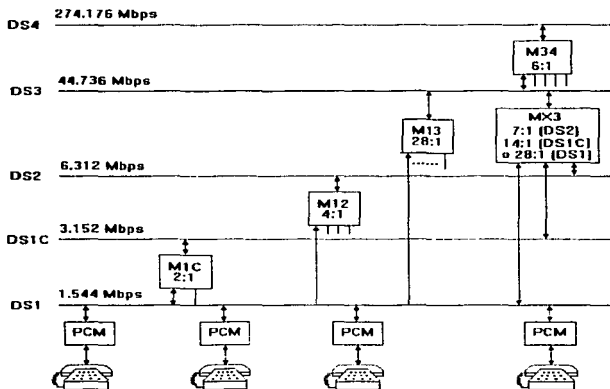 274.176 Mbps
DS4
M34
6:1
44.736 Mbps
DS3
M13
28:1
MX3
7:1 (DS2)
14:1 (DS1C)
o 28:1 (DS1)
6.312 Mbps
DS2
M12
4:1
3.152 Mbps
DS1C
M1C
2:1
1.544 Mbps
DS1
PCM
PCM
PCM
PCM